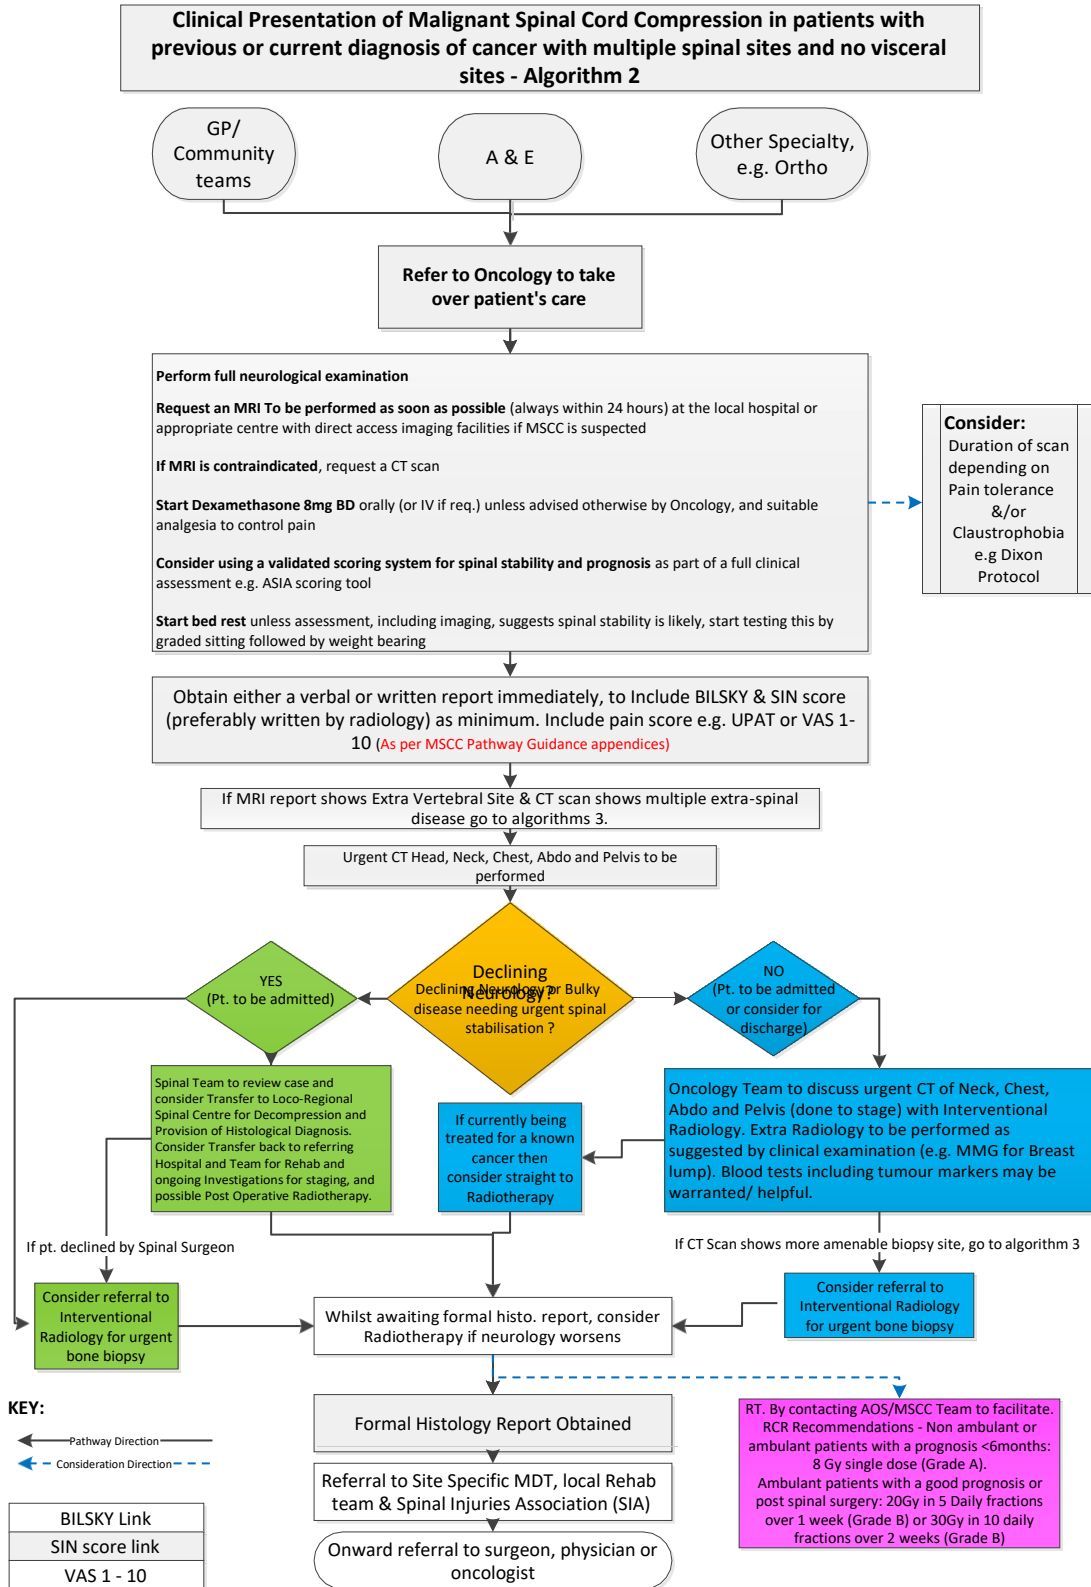 Clinical Presentation of Malignant Spinal Cord Compression in patients with
previous or current diagnosis of cancer with multiple spinal sites and no visceral
sites - Algorithm 2
GP/
Community
teams
A & E
Other Specialty,
e.g. Ortho
Refer to Oncology to take
over patient's care
Perform full neurological examination
Request an MRI To be performed as soon as possible (always within 24 hours) at the local hospital or
appropriate centre with direct access imaging facilities if MSCC is suspected
If MRI is contraindicated, request a CT scan
Start Dexamethasone 8mg BD orally (or IV if req.) unless advised otherwise by Oncology, and suitable
analgesia to control pain
Consider using a validated scoring system for spinal stability and prognosis as part of a full clinical
assessment e.g. ASIA scoring tool
Start bed rest unless assessment, including imaging, suggests spinal stability is likely, start testing this by
graded sitting followed by weight bearing
Consider:
Duration of scan
depending on
Pain tolerance
&/or
Claustrophobia
e.g Dixon
Protocol
Obtain either a verbal or written report immediately, to Include BILSKY & SIN score
(preferably written by radiology) as minimum. Include pain score e.g. UPAT or VAS 1-
10 (As per MSCC Pathway Guidance appendices)
If MRI report shows Extra Vertebral Site & CT scan shows multiple extra-spinal
disease go to algorithms 3.
Urgent CT Head, Neck, Chest, Abdo and Pelvis to be
performed
YES
(Pt. to be admitted)
Declining
Neurology?
Declining Neurology or Bulky
disease needing urgent spinal
stabilisation ?
NO
(Pt. to be admitted
or consider for
discharge)
Spinal Team to review case and
consider Transfer to Loco-Regional
Spinal Centre for Decompression and
Provision of Histological Diagnosis.
Consider Transfer back to referring
Hospital and Team for Rehab and
ongoing Investigations for staging, and
possible Post Operative Radiotherapy.
If currently being
treated for a known
cancer then
consider straight to
Radiotherapy
Oncology Team to discuss urgent CT of Neck, Chest,
Abdo and Pelvis (done to stage) with Interventional
Radiology. Extra Radiology to be performed as
suggested by clinical examination (e.g. MMG for Breast
lump). Blood tests including tumour markers may be
warranted/ helpful.
If pt. declined by Spinal Surgeon
If CT Scan shows more amenable biopsy site, go to algorithm 3
Consider referral to
Interventional
Radiology for urgent
bone biopsy
Whilst awaiting formal histo. report, consider
Radiotherapy if neurology worsens
Consider referral to
Interventional Radiology
for urgent bone biopsy
KEY:
Pathway Direction
Consideration Direction
Formal Histology Report Obtained
RT. By contacting AOS/MSCC Team to facilitate.
RCR Recommendations - Non ambulant or
ambulant patients with a prognosis <6months:
8 Gy single dose (Grade A).
Ambulant patients with a good prognosis or
post spinal surgery: 20Gy in 5 Daily fractions
over 1 week (Grade B) or 30Gy in 10 daily
fractions over 2 weeks (Grade B)
Referral to Site Specific MDT, local Rehab
team & Spinal Injuries Association (SIA)
Onward referral to surgeon, physician or
oncologist
BILSKY Link
SIN score link
VAS 1 - 10